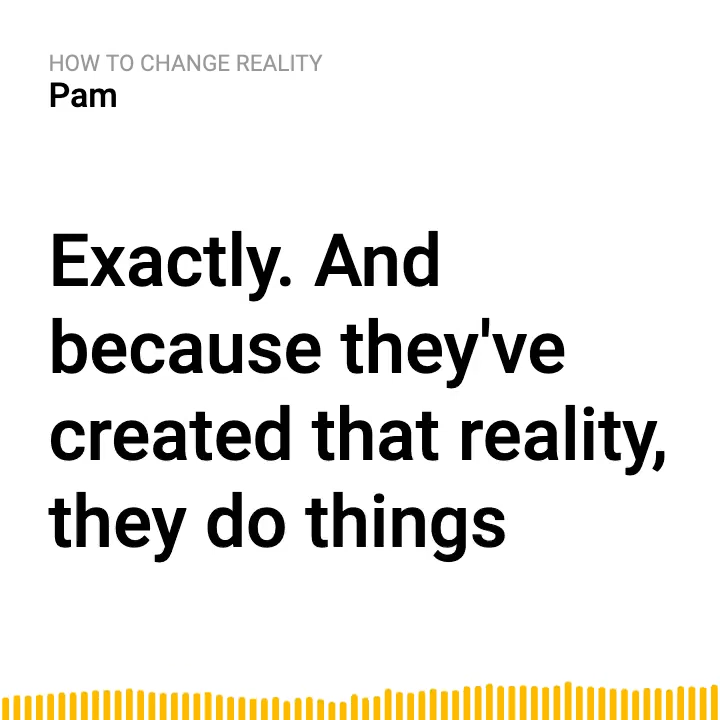 HOW TO CHANGE REALITY
Pam
Exactly. And
because they've
created that reality,
they do things